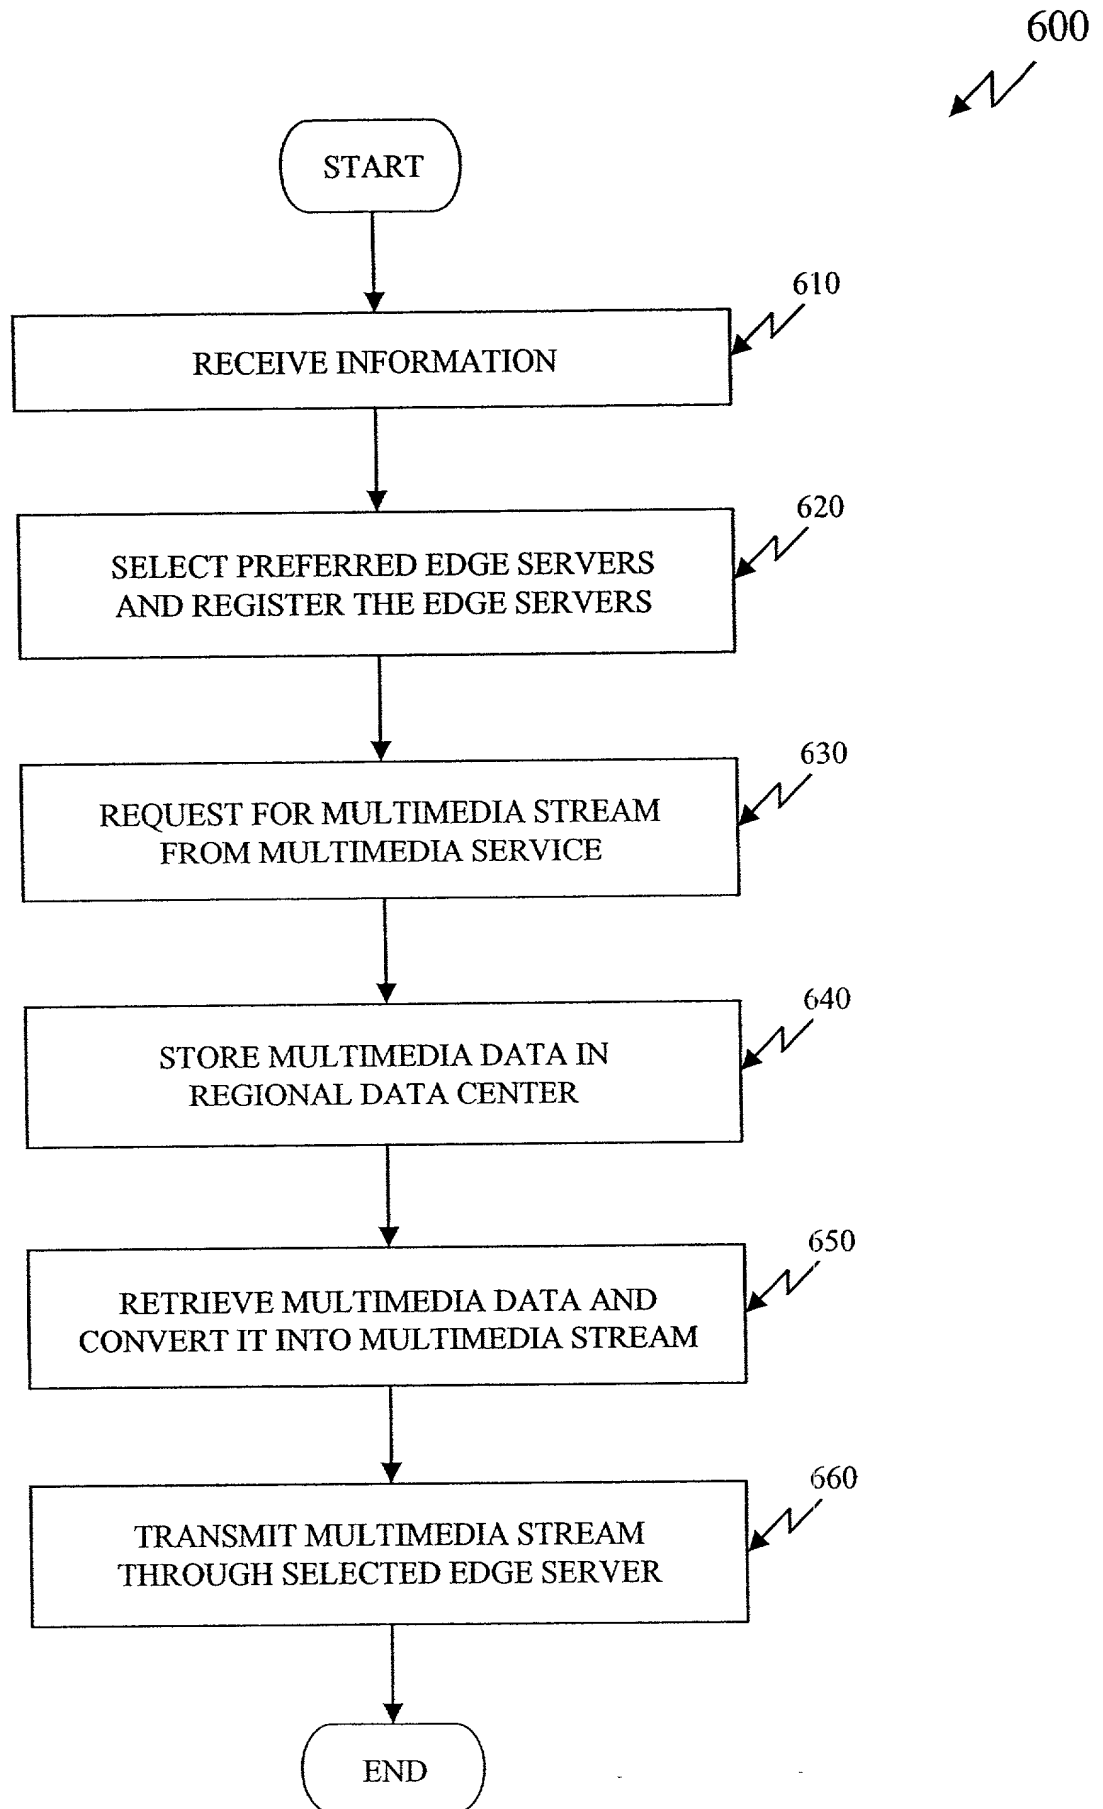 600
START
610
RECEIVE INFORMATION
620
SELECT PREFERRED EDGE SERVERS
AND REGISTER THE EDGE SERVERS
630
REQUEST FOR MULTIMEDIA STREAM
FROM MULTIMEDIA SERVICE
640
STORE MULTIMEDIA DATA IN
REGIONAL DATA CENTER
650
RETRIEVE MULTIMEDIA DATA AND
CONVERT IT INTO MULTIMEDIA STREAM
660
TRANSMIT MULTIMEDIA STREAM
THROUGH SELECTED EDGE SERVER
END